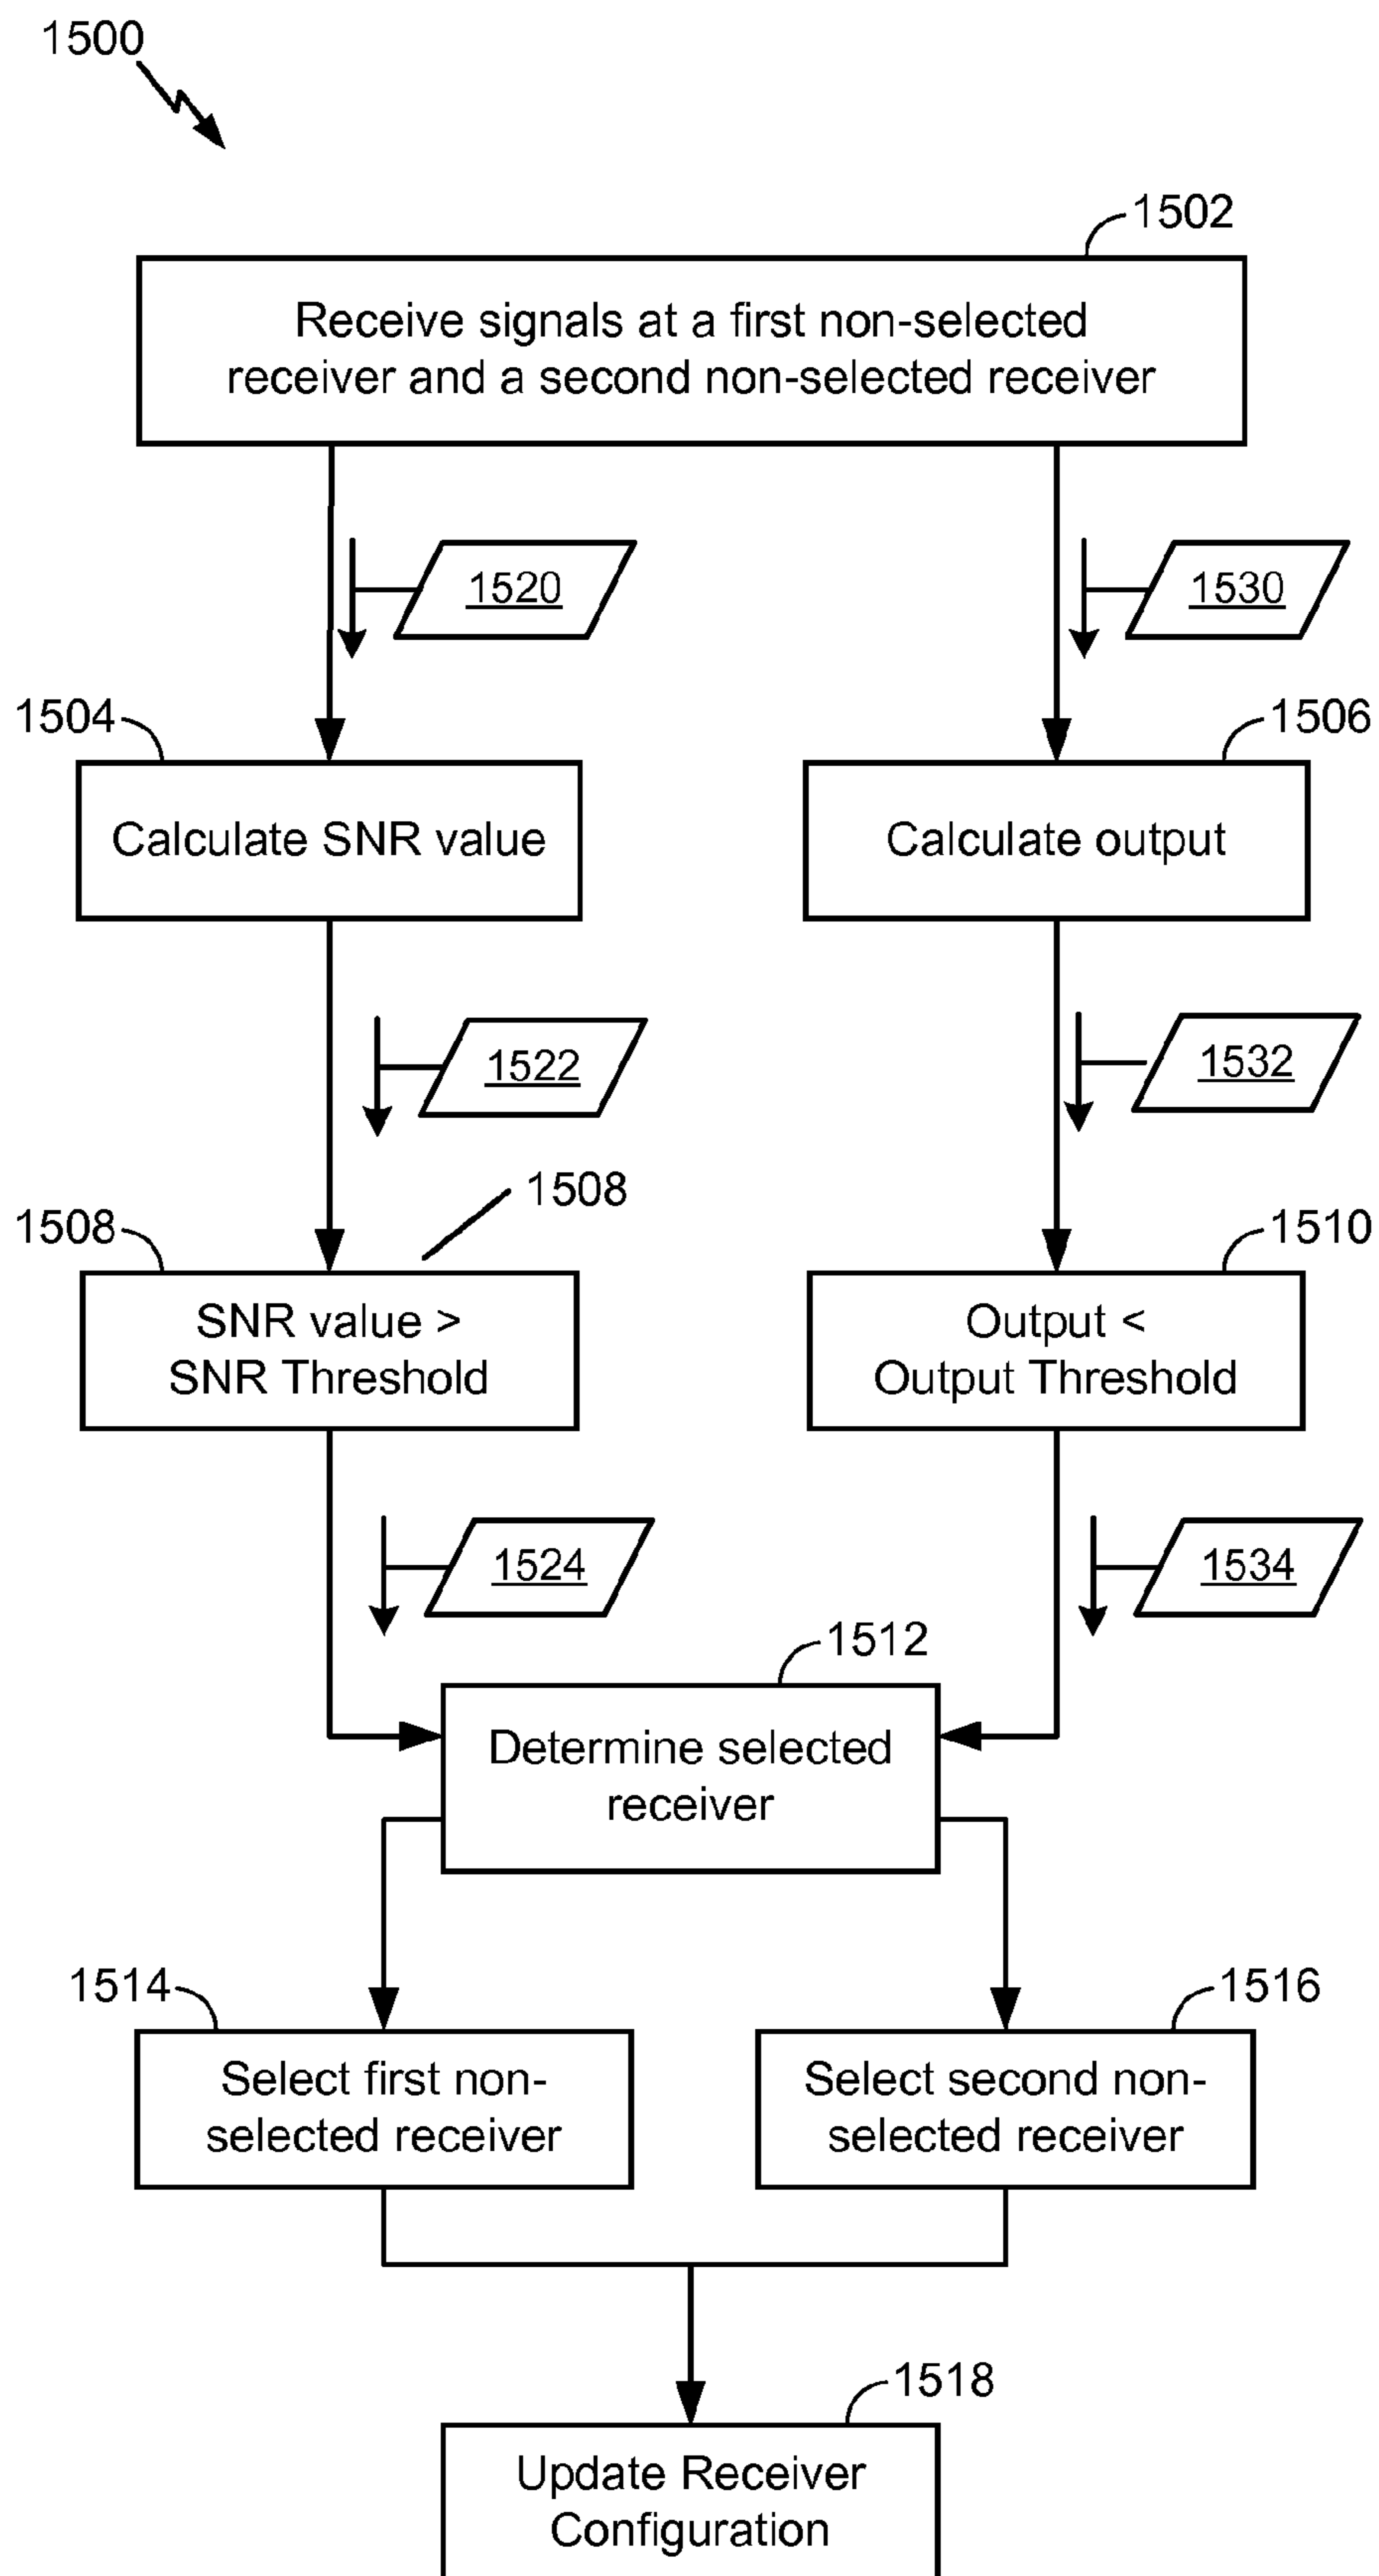 1500
1502
Receive signals at a first non-selected
receiver and a second non-selected receiver
1520
1530
1504
1506
Calculate SNR value
Calculate output
1522
1532
1508
1508
1510
SNR value >
SNR Threshold
Output <
Output Threshold
1524
1534
1512
Determine selected
receiver
1514
1516
Select first non-
selected receiver
Select second non-
selected receiver
1518
Update Receiver
Configuration